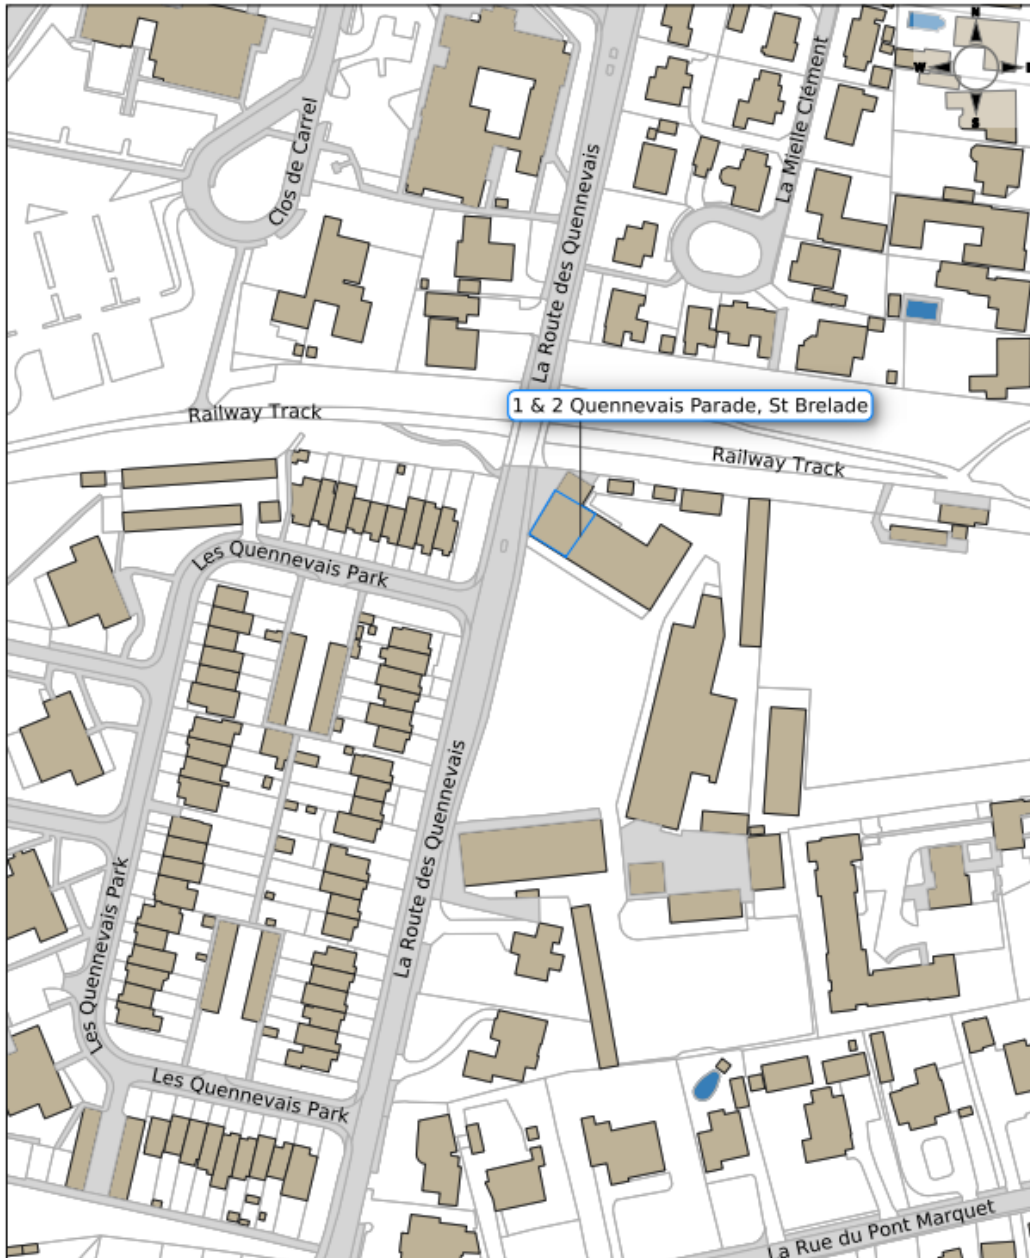 N
W
S
La Mielle Clément
Clos de Carrel
La Route des Quennevais
1 & 2 Quennevais Parade, St Brelade
Railway Track
Railway Track
Les Quennevais Park
La Route des Quennevais
Les Quennevais Park
Les Quennevais Park
La Rue du Pont Marquet